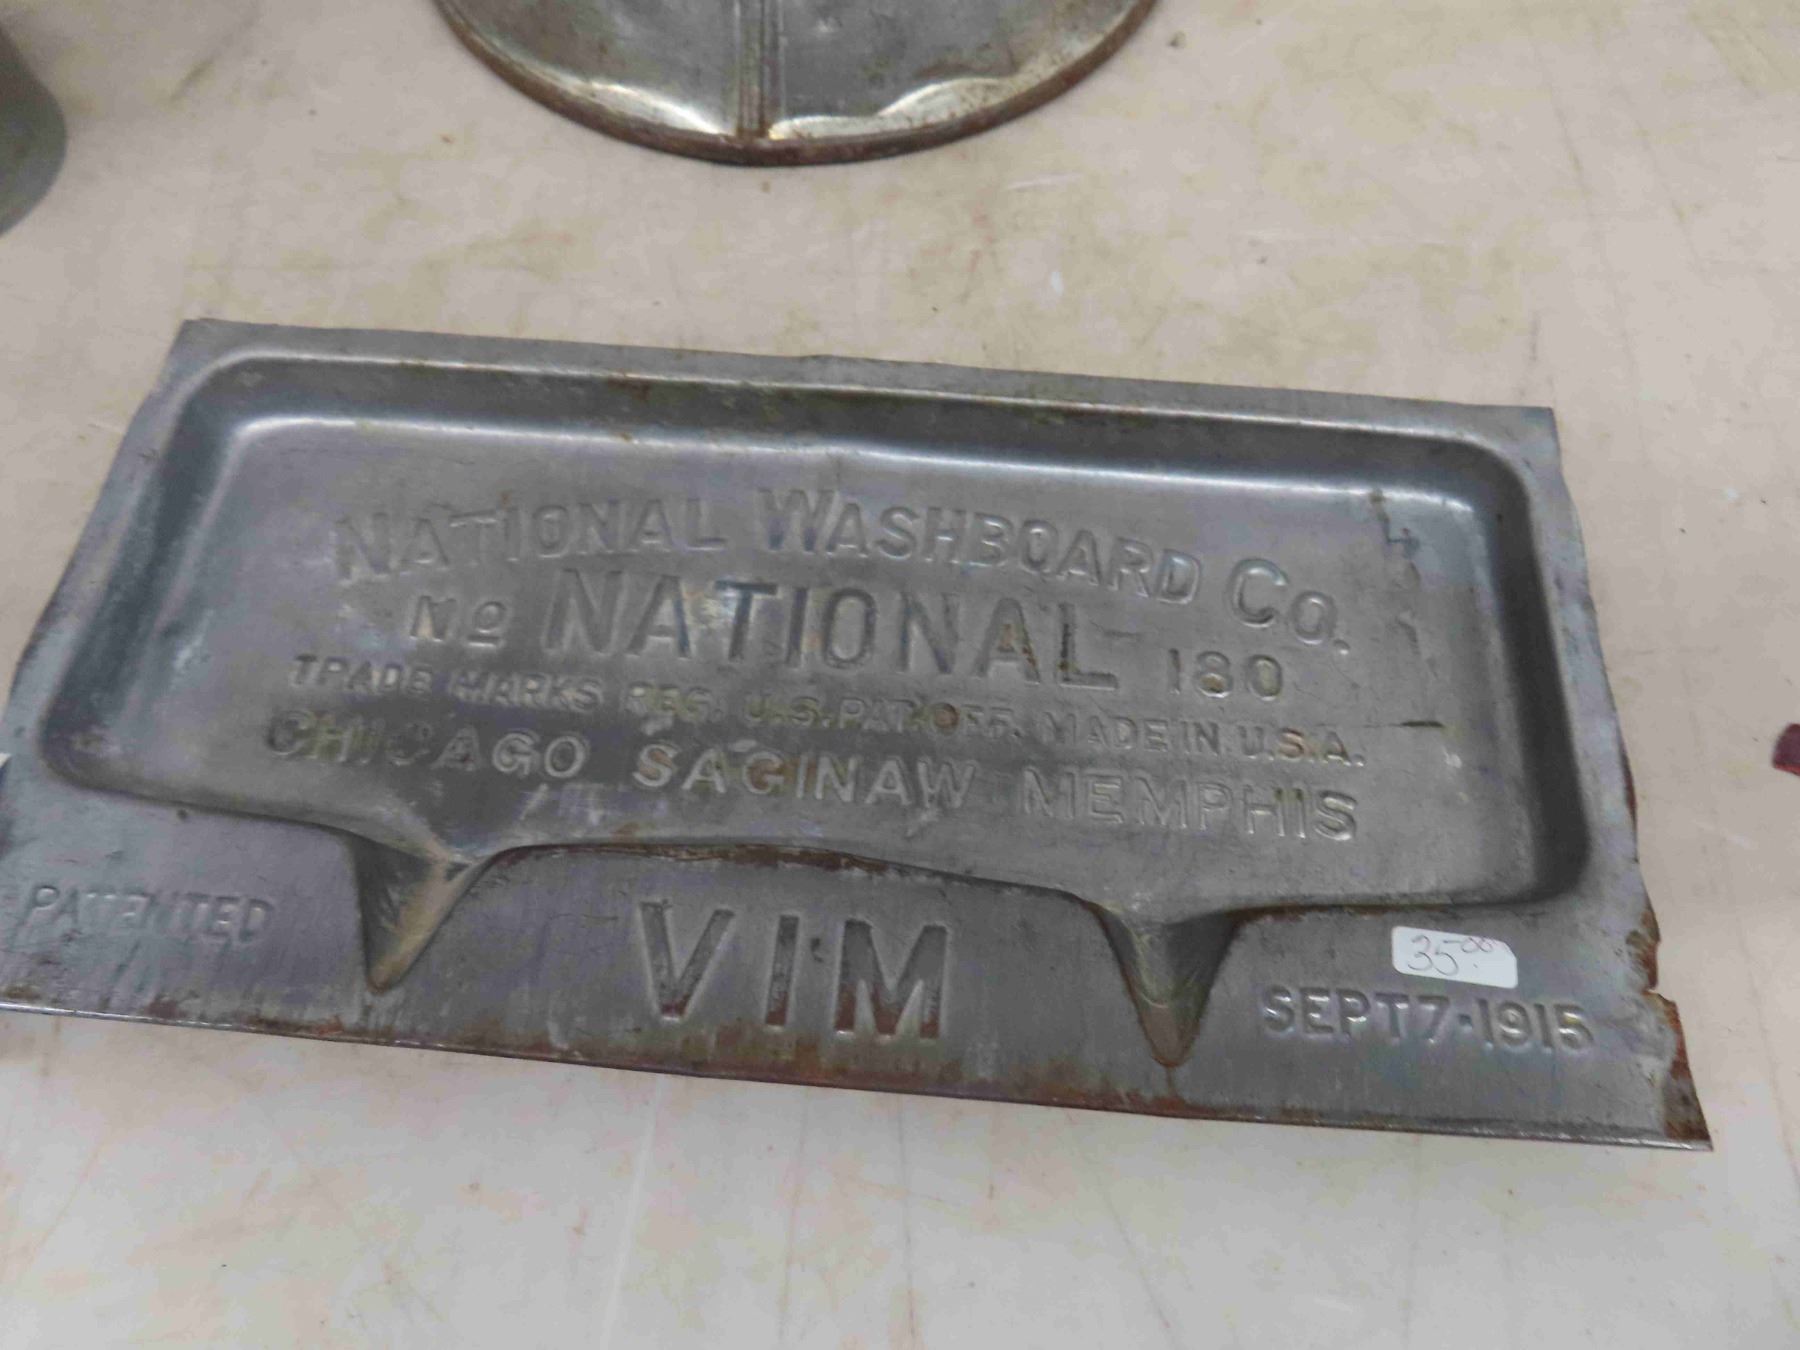 NATIONAL WASHBOARD CO.
No NATIONAL 180
TRADE MARKS REG. U.S. PAT. OFF. MADE IN U.S.A.
CHICAGO SAGINAW MEMPHIS
PATENTED VIM SEPT 7-1915
35.00